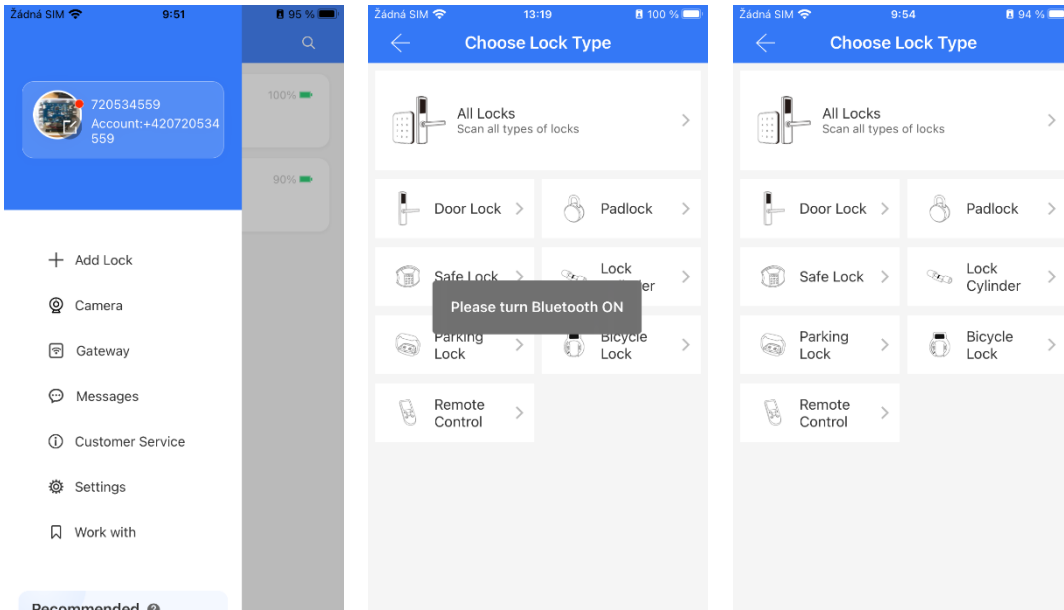 Žádná SIM 9:51 95 %
720534559
Account:+420720534
559
100%
90%
Add Lock
Camera
Gateway
Messages
Customer Service
Settings
Work with
Recommended
Žádná SIM 13:19 100 %
Choose Lock Type
All Locks
Scan all types of locks
Door Lock
Padlock
Safe Lock
Lock
er
Please turn Bluetooth ON
Parking
Lock
Bicycle
Lock
Remote
Control
Žádná SIM 9:54 94 %
Choose Lock Type
All Locks
Scan all types of locks
Door Lock
Padlock
Safe Lock
Lock
Cylinder
Parking
Lock
Bicycle
Lock
Remote
Control